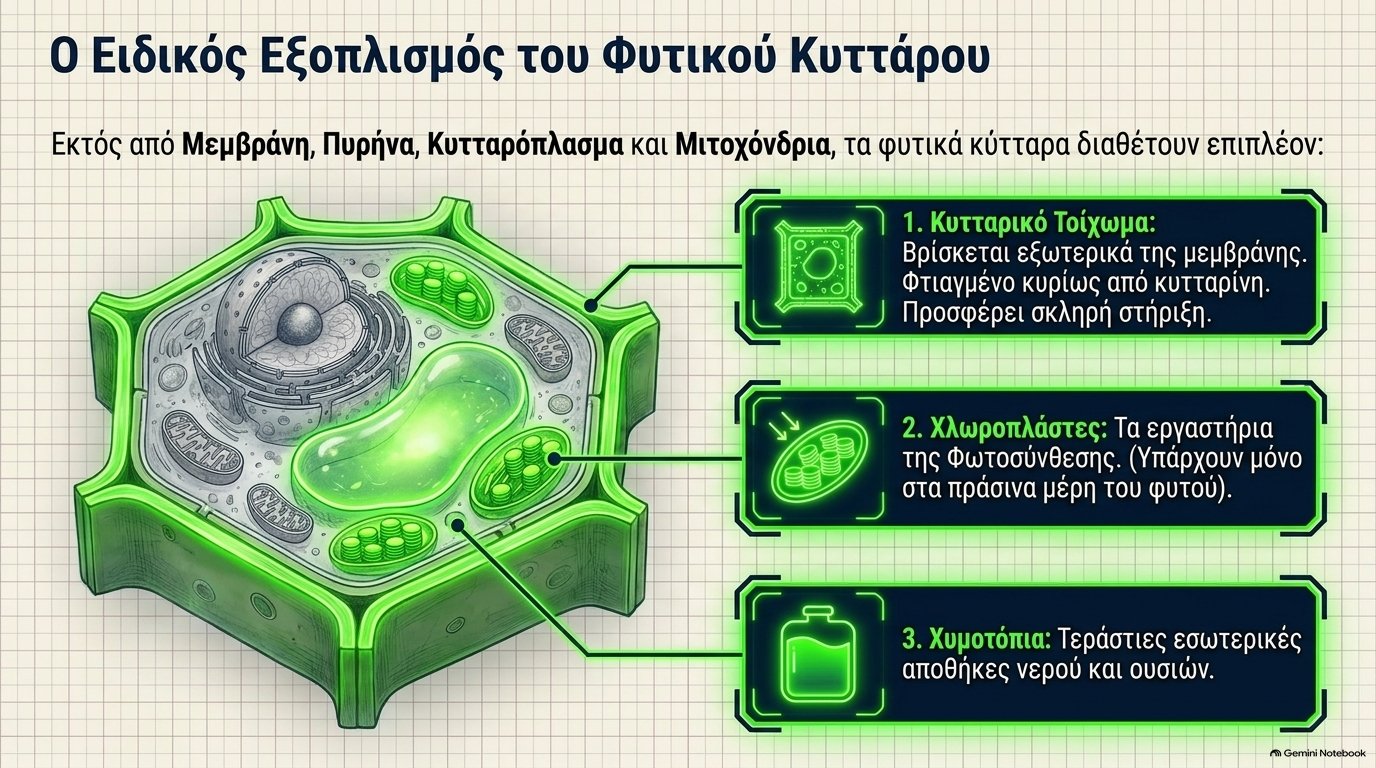 Ο Ειδικός Εξοπλισμός του Φυτικού Κυττάρου
Εκτός από Μεμβράνη, Πυρήνα, Κυτταρόπλασμα και Μιτοχόνδρια, τα φυτικά κύτταρα διαθέτουν επιπλέον:
1. Κυτταρικό Τοίχωμα:
Βρίσκεται εξωτερικά της μεμβράνης.
Φτιαγμένο κυρίως από κυτταρίνη.
Προσφέρει σκληρή στήριξη.
2. Χλωροπλάστες: Τα εργαστήρια
της Φωτοσύνθεσης. (Υπάρχουν μόνο
στα πράσινα μέρη του φυτού).
3. Χυμοτόπια: Τεράστιες εσωτερικές
αποθήκες νερού και ουσιών.
Gemini Notebook